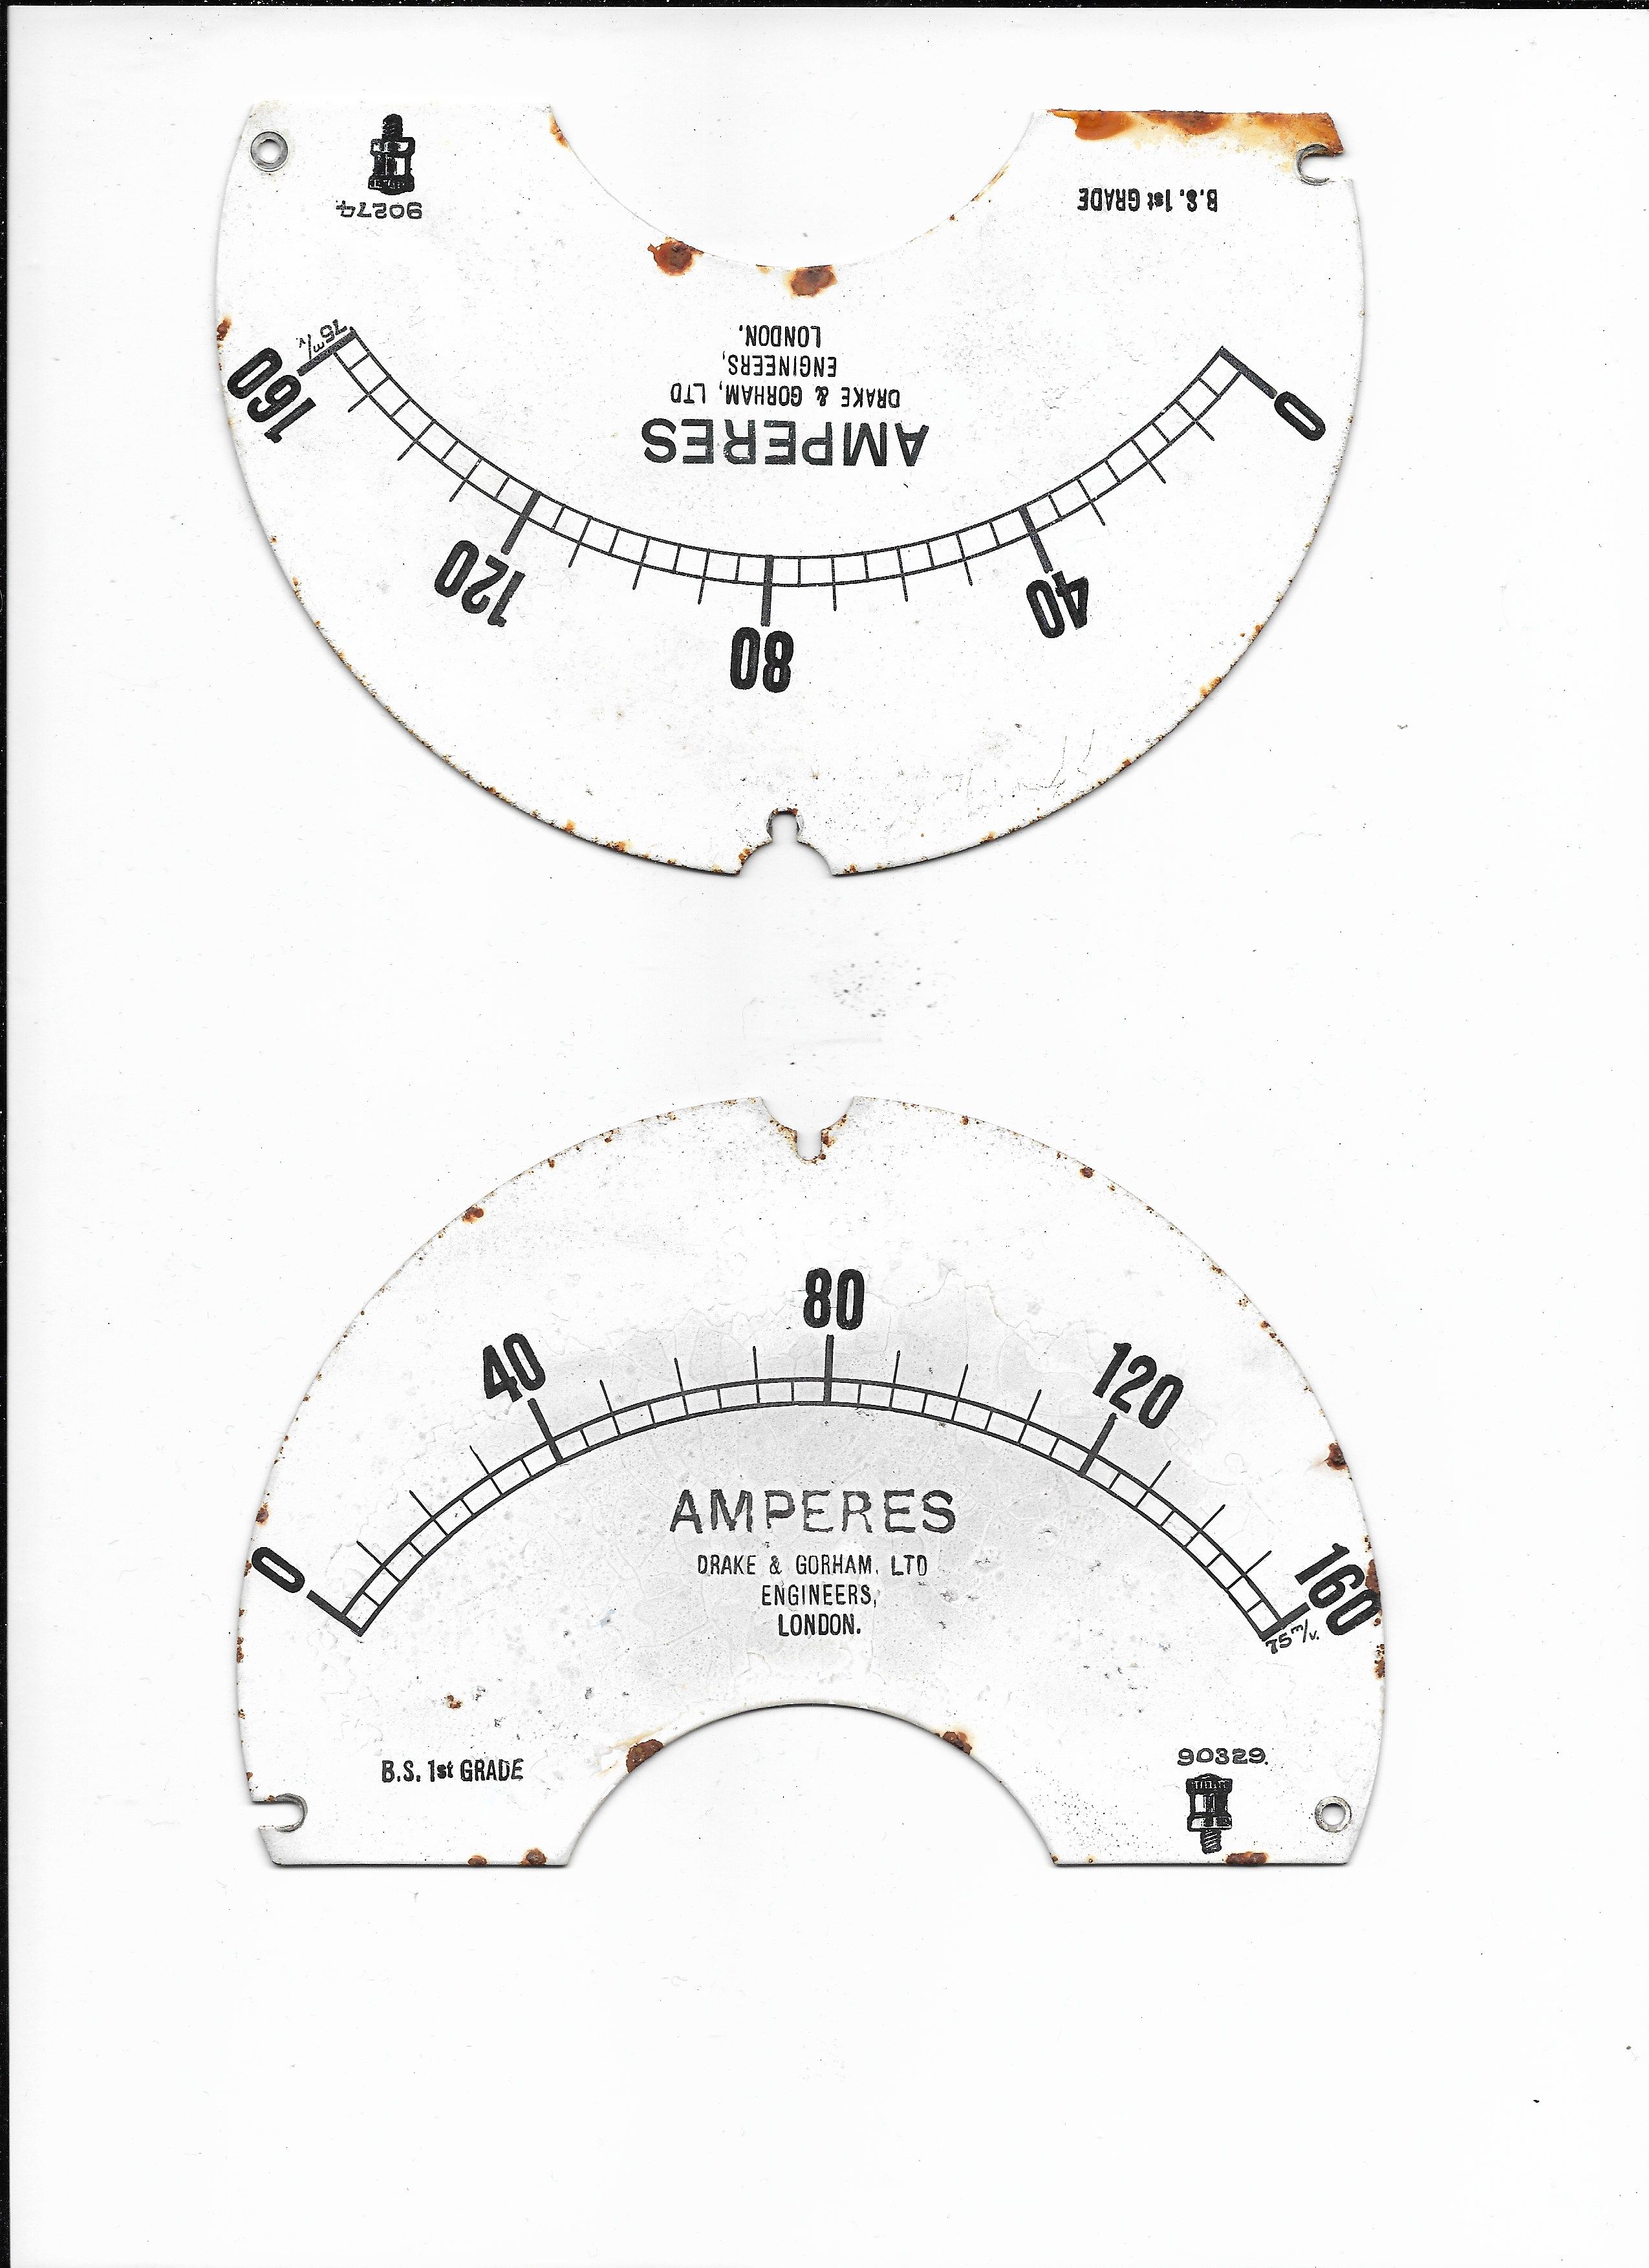 90274
B.S. 1st GRADE
LONDON.
ENGINEERS,
DRAKE & GORHAM, LTD
AMPERES
75 m/v.
160
120
80
40
0
80
40
120
0
160
75 m/v.
AMPERES
DRAKE & GORHAM, LTD
ENGINEERS,
LONDON.
B.S. 1st GRADE
90329.